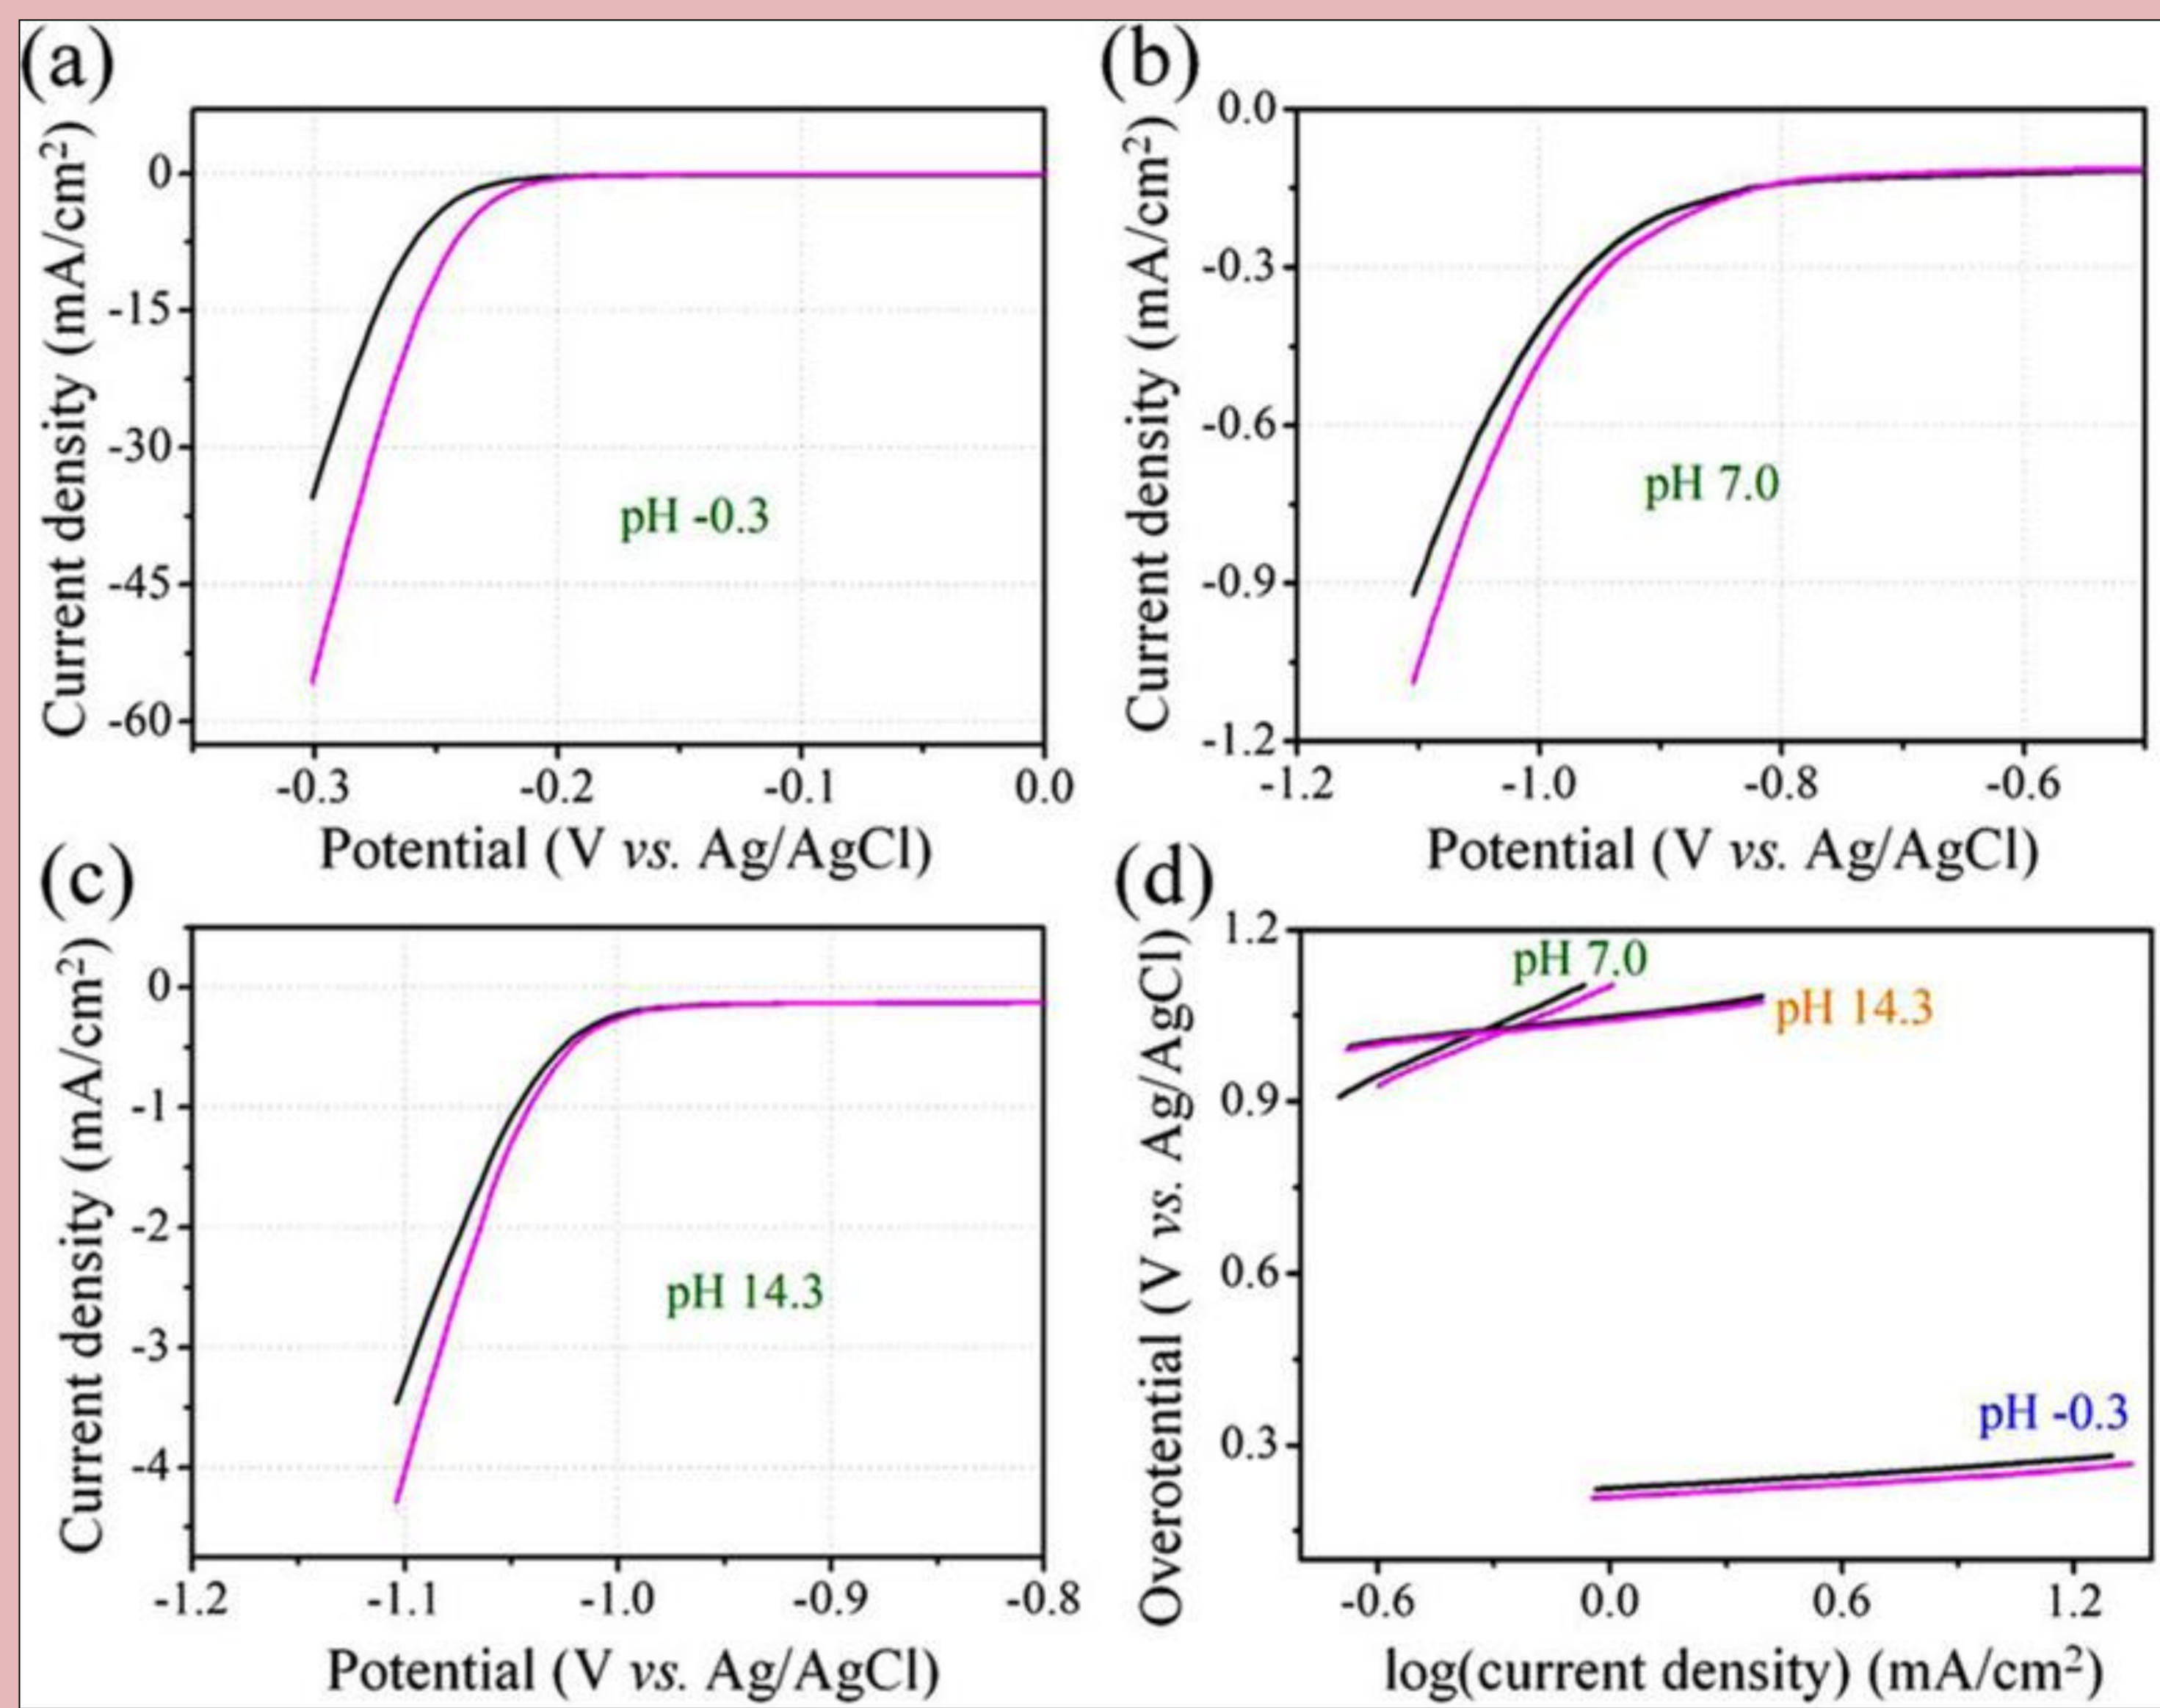 (a)
Current density (mA/cm²)
0
-15
-30
-45
-60
pH -0.3
-0.3 -0.2 -0.1 0.0
Potential (V vs. Ag/AgCl)
(b)
Current density (mA/cm²)
0.0
-0.3
-0.6
-0.9
-1.2
pH 7.0
-1.2 -1.0 -0.8 -0.6
Potential (V vs. Ag/AgCl)
(c)
Current density (mA/cm²)
0
-1
-2
-3
-4
pH 14.3
-1.2 -1.1 -1.0 -0.9 -0.8
Potential (V vs. Ag/AgCl)
(d)
Overotential (V vs. Ag/AgCl)
1.2
0.9
0.6
0.3
pH 7.0
pH 14.3
pH -0.3
-0.6 0.0 0.6 1.2
log(current density) (mA/cm²)